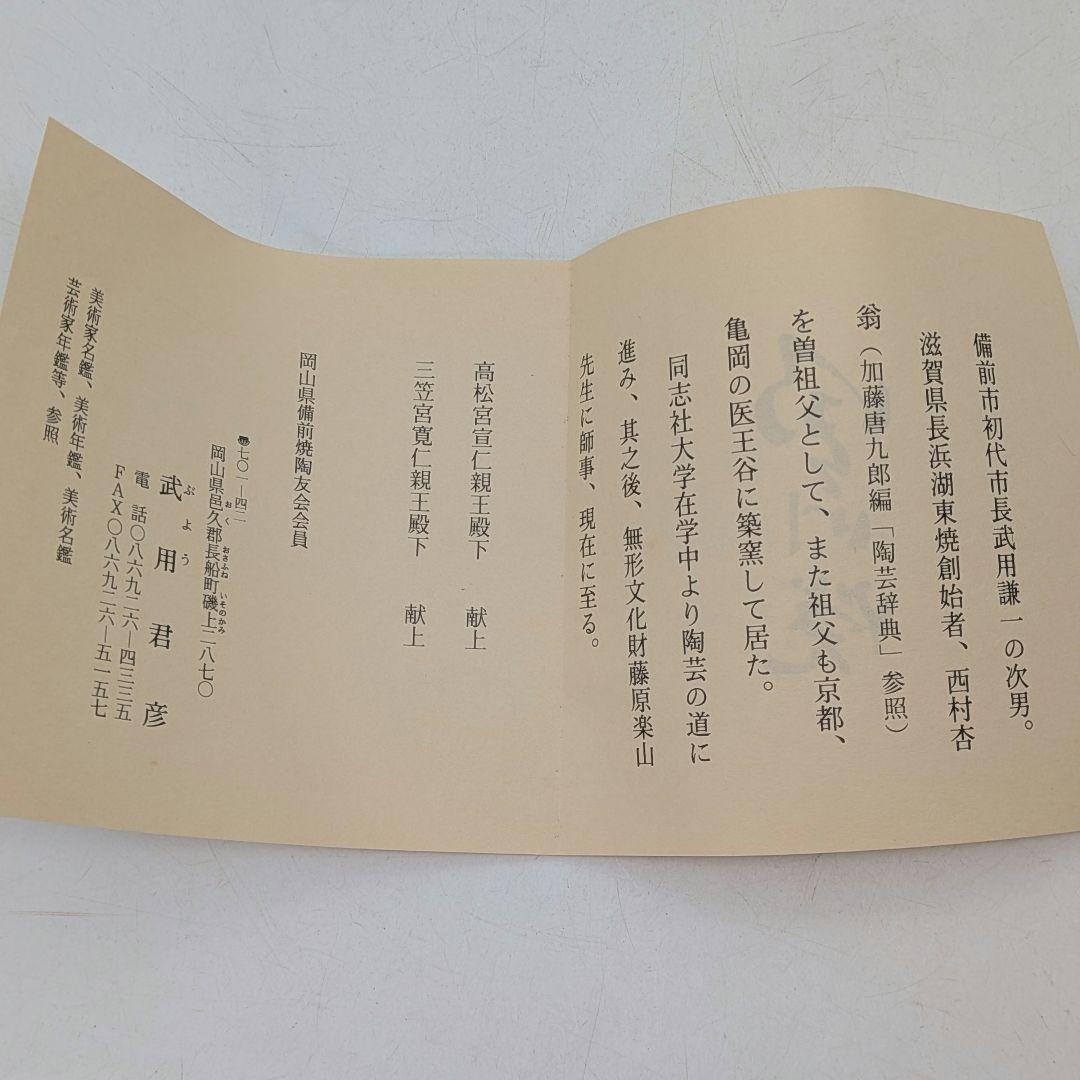 備前市初代市長武用謙一の次男。
滋賀県長浜湖東焼創始者、西村杏
翁（加藤唐九郎編「陶芸辞典」参照）
を曽祖父として、また祖父も京都、
亀岡の医王谷に築窯して居た。
同志社大学在学中より陶芸の道に
進み、其之後、無形文化財藤原楽山
先生に師事、現在に至る。
高松宮宣仁親王殿下　献上
三笠宮寛仁親王殿下　献上
岡山県備前焼陶友会会員
〠七〇一―四二
岡山県邑久郡長船町磯上二八七〇
おく　おさふね　いそのかみ
武用君彦
ぶよう
電話〇八六九二六―四三三五
FAX〇八六九二六―五一五七
美術家名鑑、美術年鑑、美術名鑑
芸術家年鑑等、参照